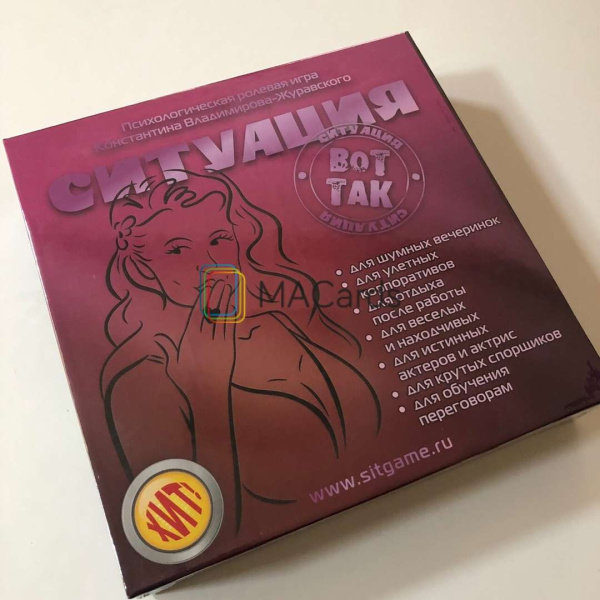 Психологическая ролевая игра
Константина Владимирова-Журавского
СИТУАЦИЯ
СИТУАЦИЯ
ВОТ
ТАК
СИТУАЦИЯ
• для шумных вечеринок
• для улетных
корпоративов
• для отдыха
после работы
• для веселых
и находчивых
• для истинных
актеров и актрис
• для крутых спорщиков
• для обучения
переговорам
MACards
www.sitgame.ru
ХИТ!